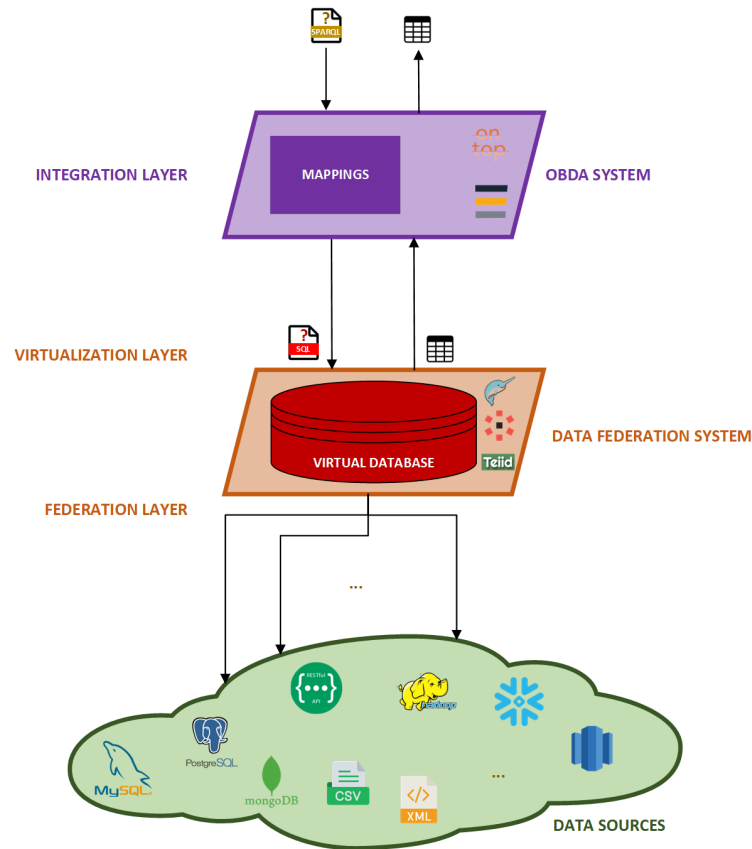 ?
SPARQL
on
top
MAPPINGS
INTEGRATION LAYER
OBDA SYSTEM
?
SQL
VIRTUALIZATION LAYER
VIRTUAL DATABASE
Teiid
DATA FEDERATION SYSTEM
FEDERATION LAYER
...
RESTful
{•••}
API
hadoop
PostgreSQL
MySQL®
mongoDB
CSV
</>
XML
...
DATA SOURCES